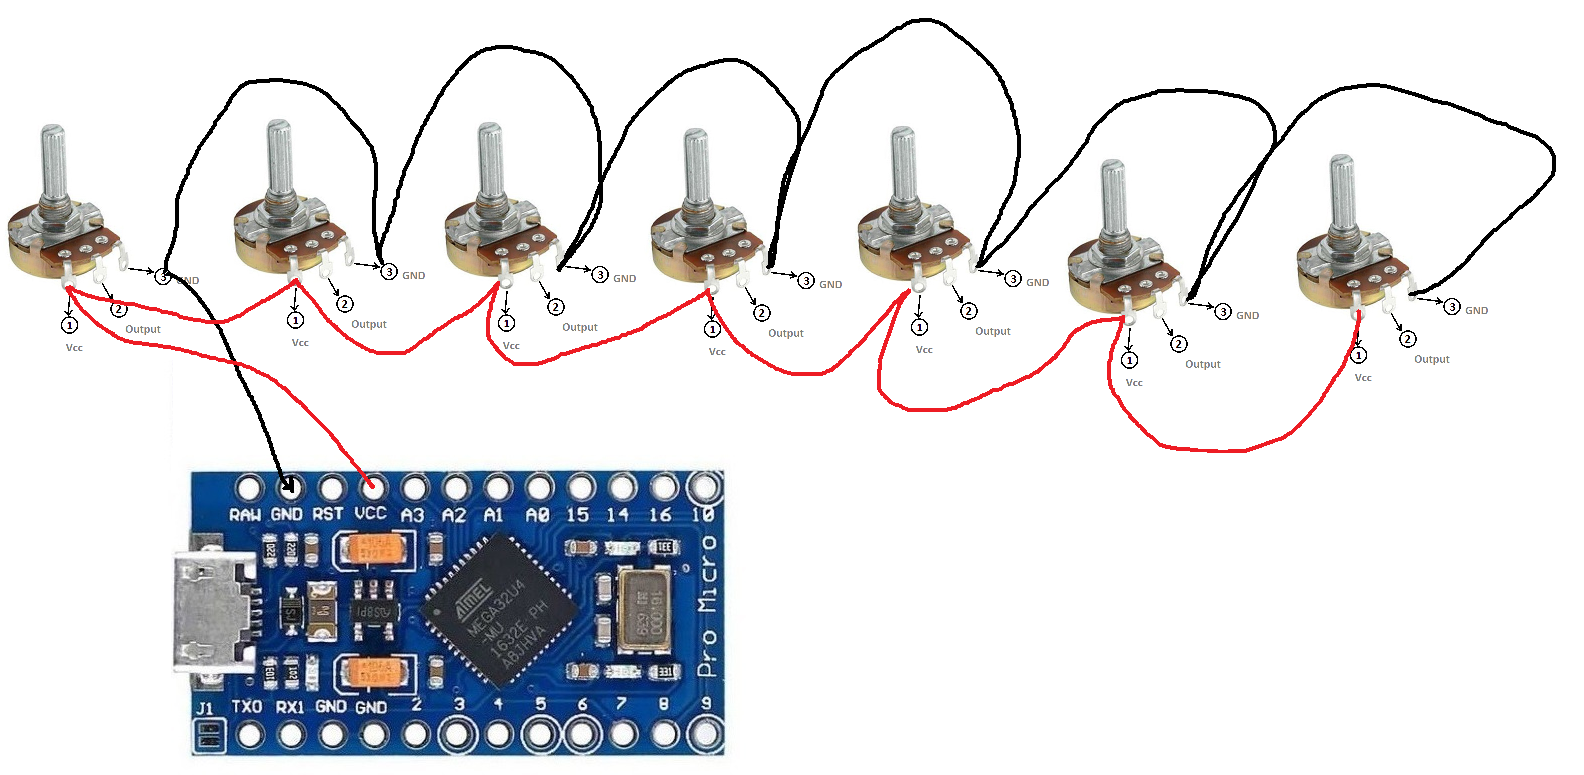 3 GND
1
2
Vcc
Output
3 GND
1
2
Output
3 GND
1
2
Vcc
Output
3 GND
1
2
Vcc
Output
3 GND
1
2
Vcc
Output
3 GND
1
2
Vcc
Output
3 GND
1
2
Vcc
Output
RAW GND RST VCC A3 A2 A1 A0 15 14 16 10
ATMEL
MEGA32U4
-MU
1632E PH
A8JHVA
Pro Micro
J1 TXO RX1 GND GND 2 3 4 5 6 7 8 9